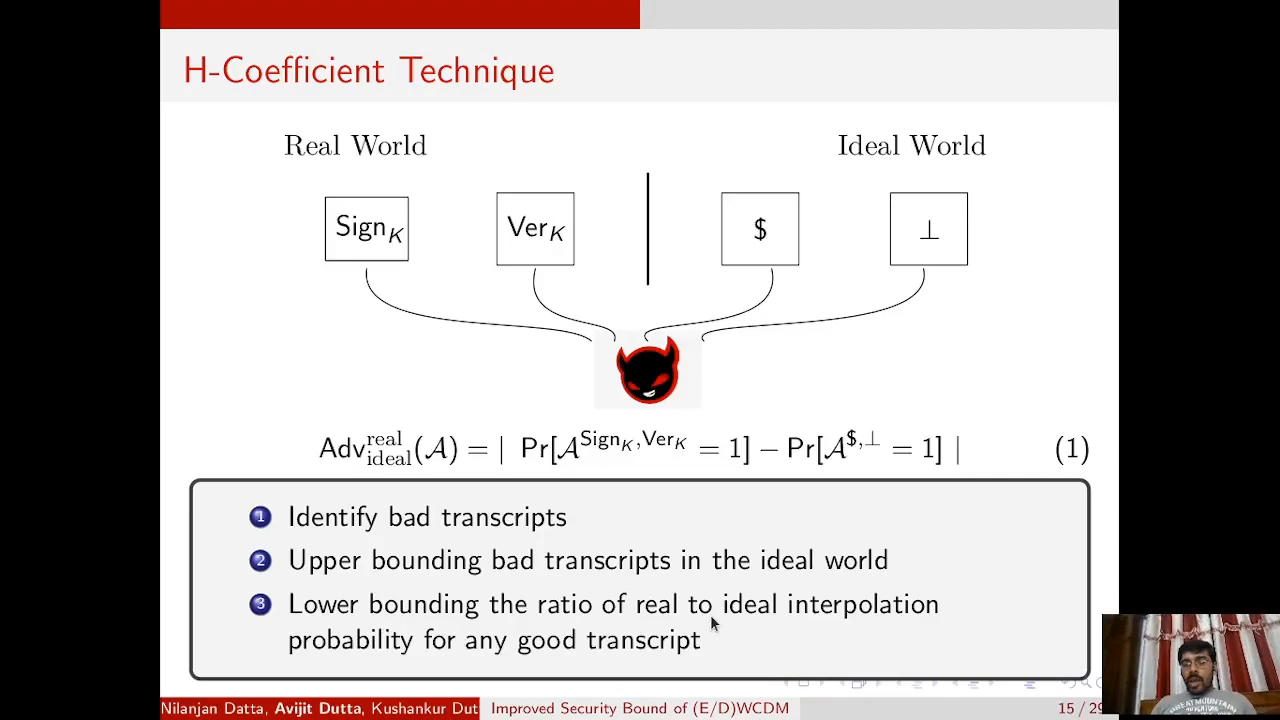 H-Coefficient Technique
Real World
Ideal World
Sign_K
Ver_K
$
⊥
Adv^real_ideal(𝒜) = | Pr[𝒜^{Sign_K, Ver_K} = 1] − Pr[𝒜^{$,⊥} = 1] | (1)
1 Identify bad transcripts
2 Upper bounding bad transcripts in the ideal world
3 Lower bounding the ratio of real to ideal interpolation
probability for any good transcript
GREAT MOUNTAIN
ADVENTURE
Nilanjan Datta, Avijit Dutta, Kushankur Dut
Improved Security Bound of (E/D)WCDM
15 / 29